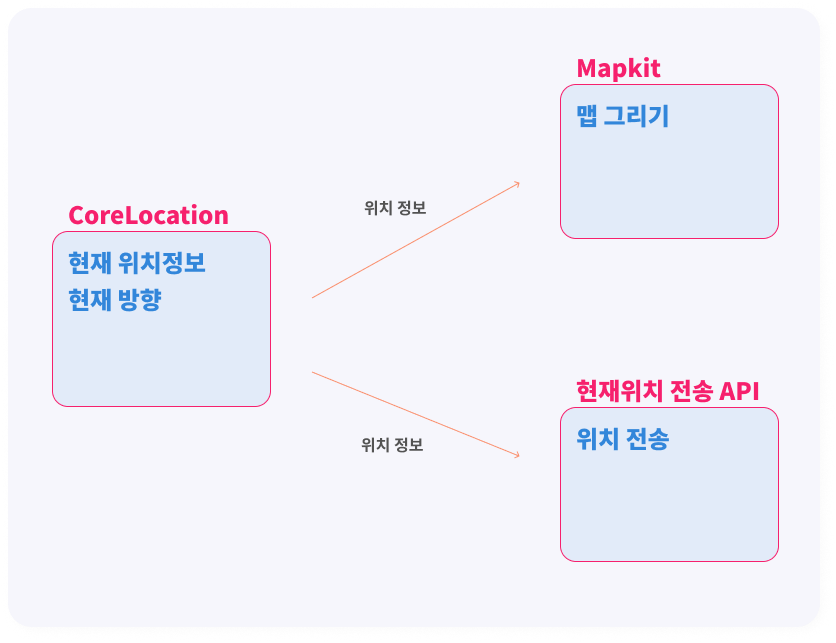 CoreLocation
현재 위치정보
현재 방향
위치 정보
Mapkit
맵 그리기
위치 정보
현재위치 전송 API
위치 전송